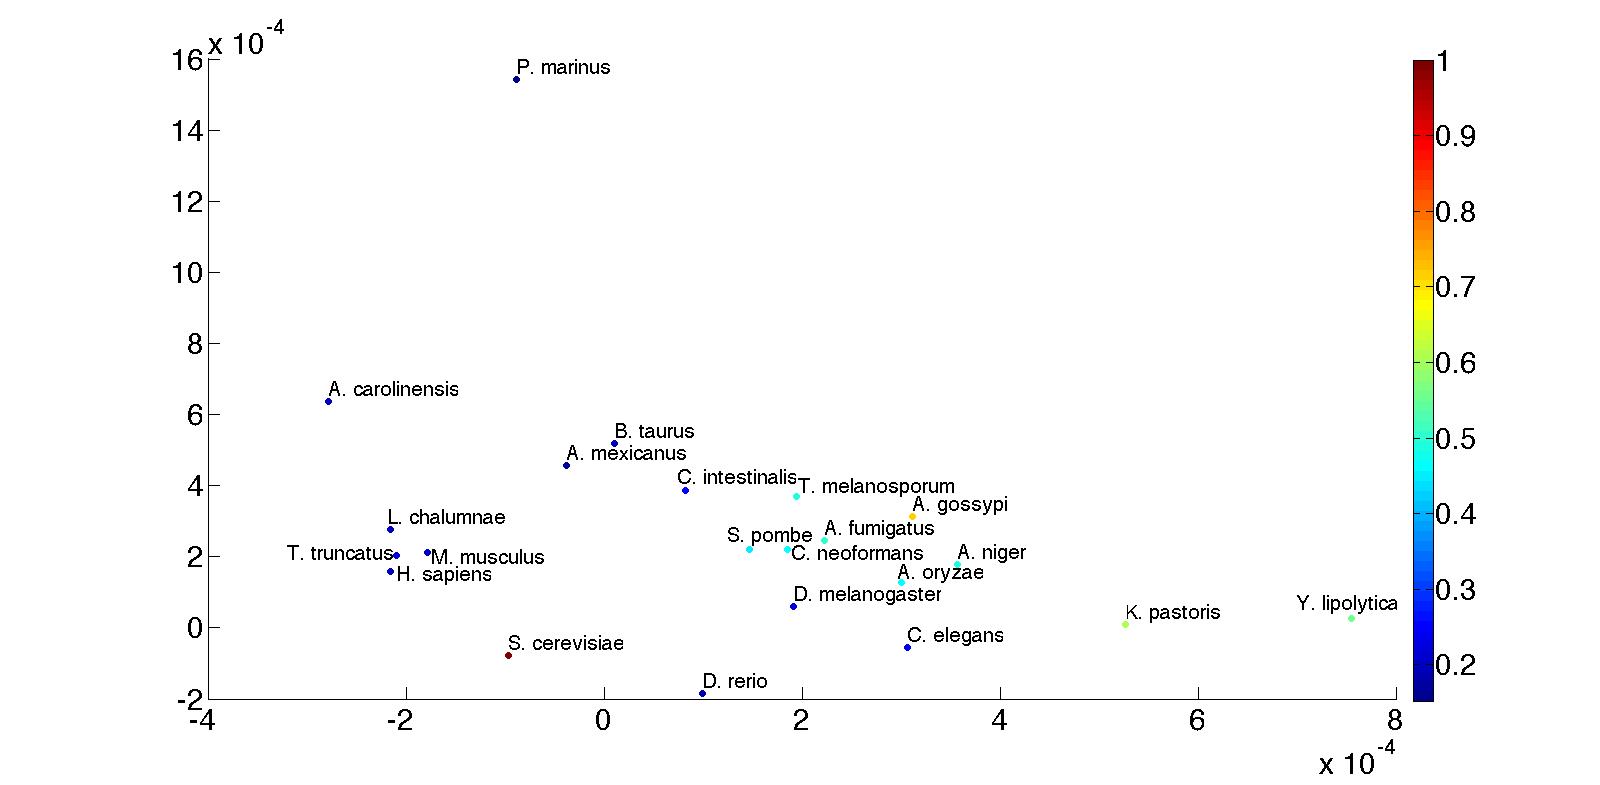 x 10^-4
16
P. marinus
1
14
0.9
12
0.8
10
0.7
8
0.6
A. carolinensis
6
B. taurus
0.5
A. mexicanus
C. intestinalis
T. melanosporum
4
A. gossypi
0.4
L. chalumnae
S. pombe
A. fumigatus
T. truncatus
M. musculus
C. neoformans
A. niger
2
H. sapiens
A. oryzae
0.3
D. melanogaster
K. pastoris
Y. lipolytica
0
S. cerevisiae
C. elegans
0.2
D. rerio
-2
-4
-2
0
2
4
6
8
x 10^-4